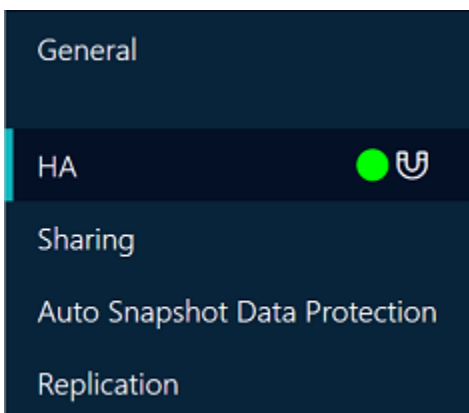 General
HA
Sharing
Auto Snapshot Data Protection
Replication